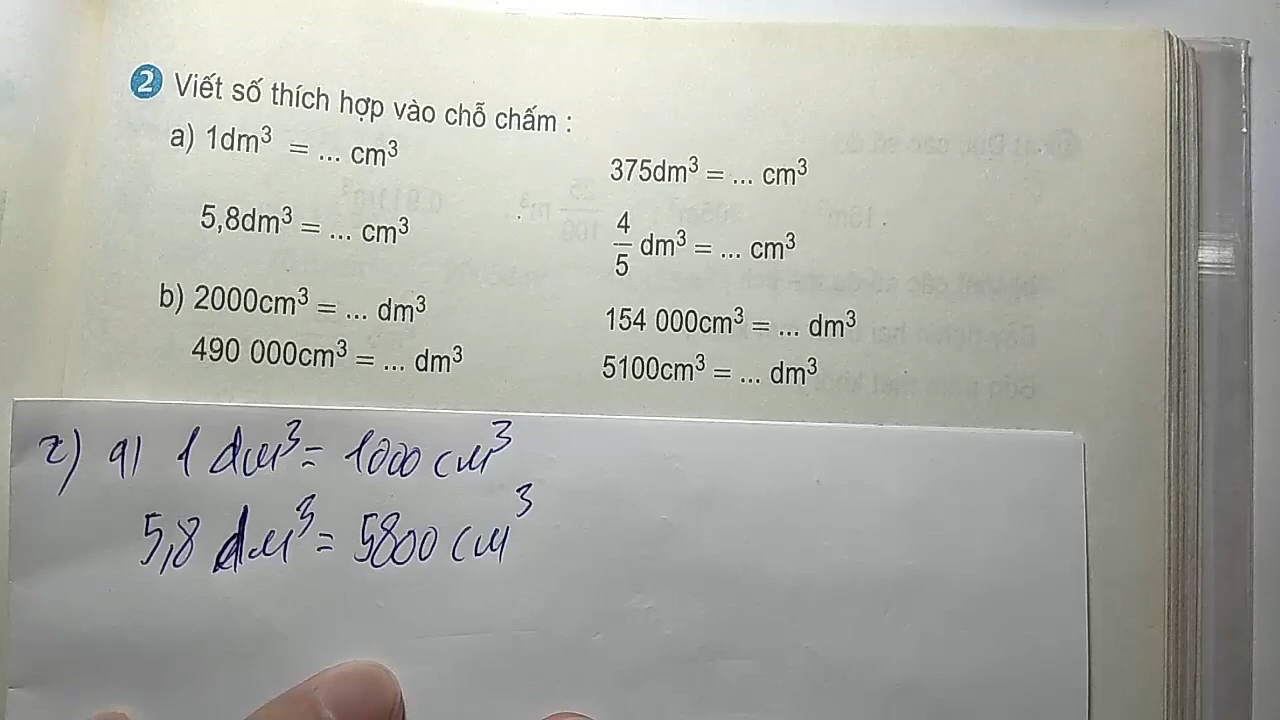 2 Viết số thích hợp vào chỗ chấm :
a) 1dm³ = ... cm³
375dm³ = ... cm³
5,8dm³ = ... cm³
4/5 dm³ = ... cm³
b) 2000cm³ = ... dm³
154 000cm³ = ... dm³
490 000cm³ = ... dm³
5100cm³ = ... dm³
2) a) 1 dm³ = 1000 cm³
5,8 dm³ = 5800 cm³